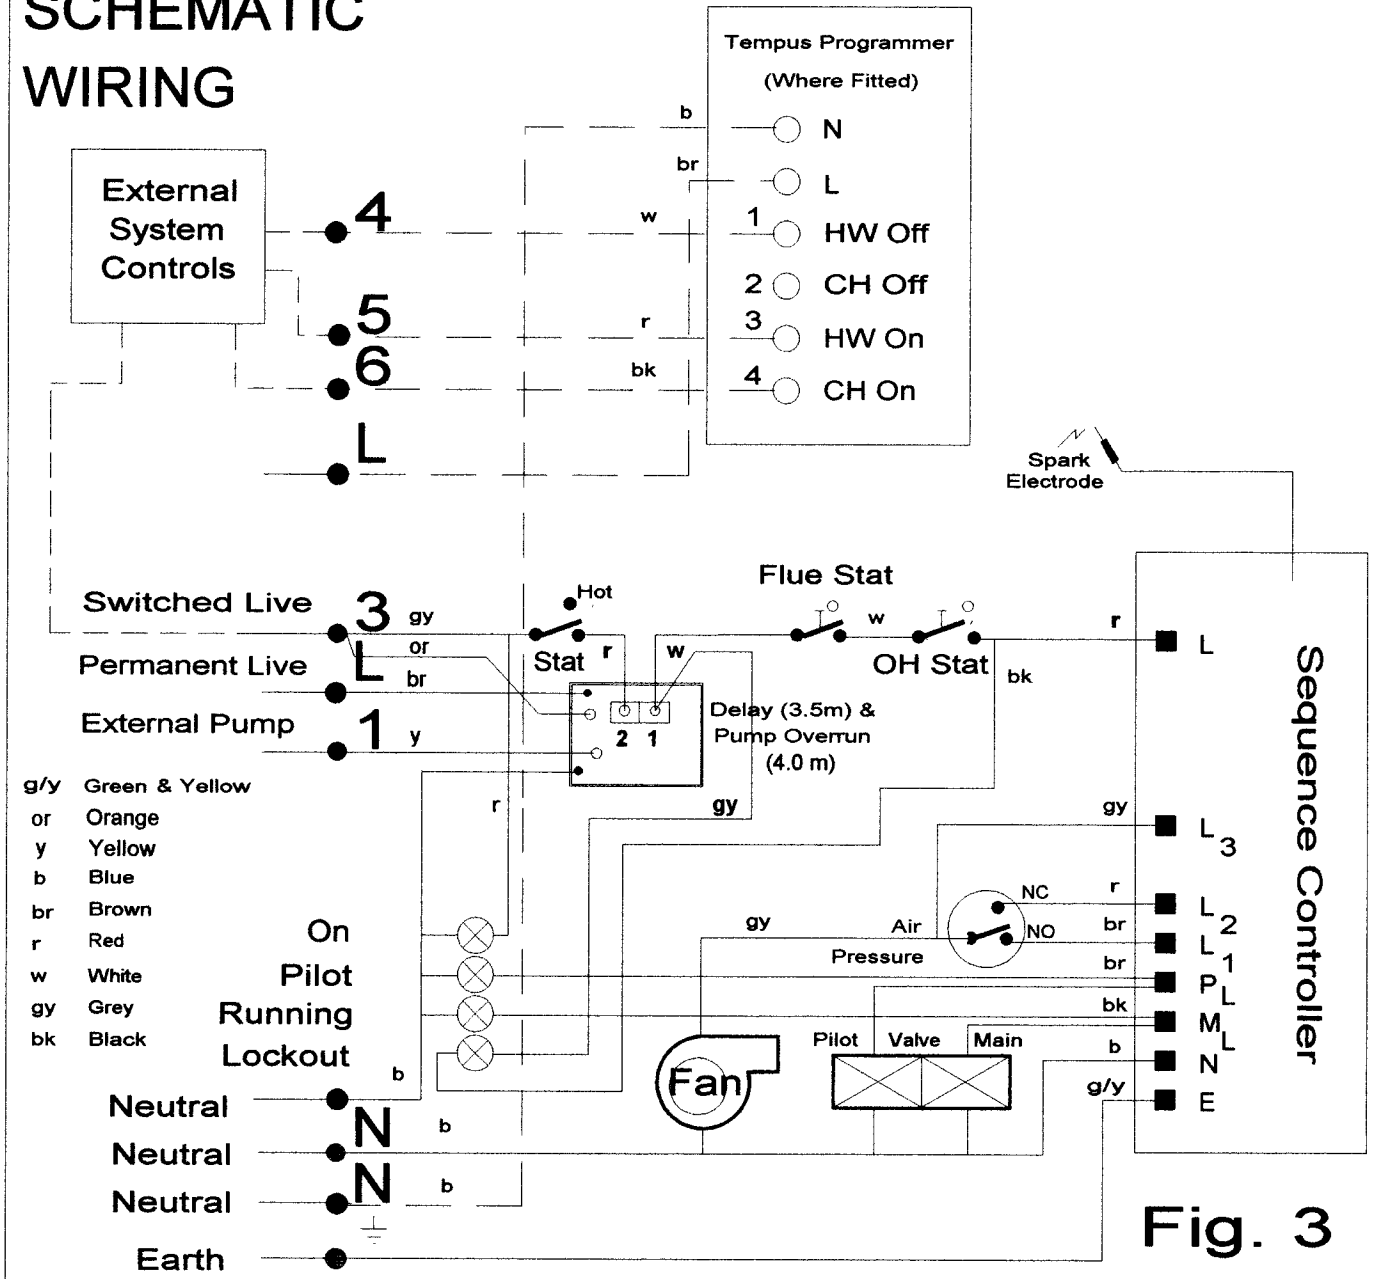 SCHEMATIC
WIRING
Tempus Programmer
(Where Fitted)
b
N
br
L
External
System
Controls
4
w
1
HW Off
2
CH Off
5
r
3
HW On
6
bk
4
CH On
L
Spark
Electrode
Flue Stat
Hot
Switched Live
3
gy
Stat
or
r
w
w
OH Stat
bk
r
L
Permanent Live
L
br
External Pump
1
y
2
1
Delay (3.5m) &
Pump Overrun
(4.0 m)
Sequence Controller
g/y Green & Yellow
or Orange
y Yellow
b Blue
br Brown
r Red
w White
gy Grey
bk Black
r
gy
gy
L3
NC
r
L2
On
gy
Air
Pressure
NO
br
L1
Pilot
br
PL
Running
bk
ML
Lockout
Pilot
Valve
Main
b
N
Fan
g/y
E
b
Neutral
N
b
Neutral
N
b
Neutral
Earth
Fig. 3